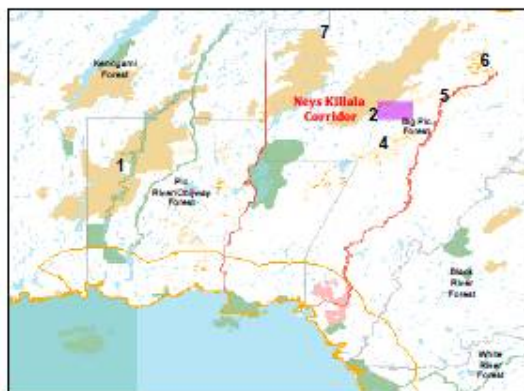 7
6
Kenogami
Forest
Neys Killala
Corridor
5
2
Big Pic
Forest
4
1
Pic
River/Ojibway
Forest
Black
River
Forest
White
River
Forest